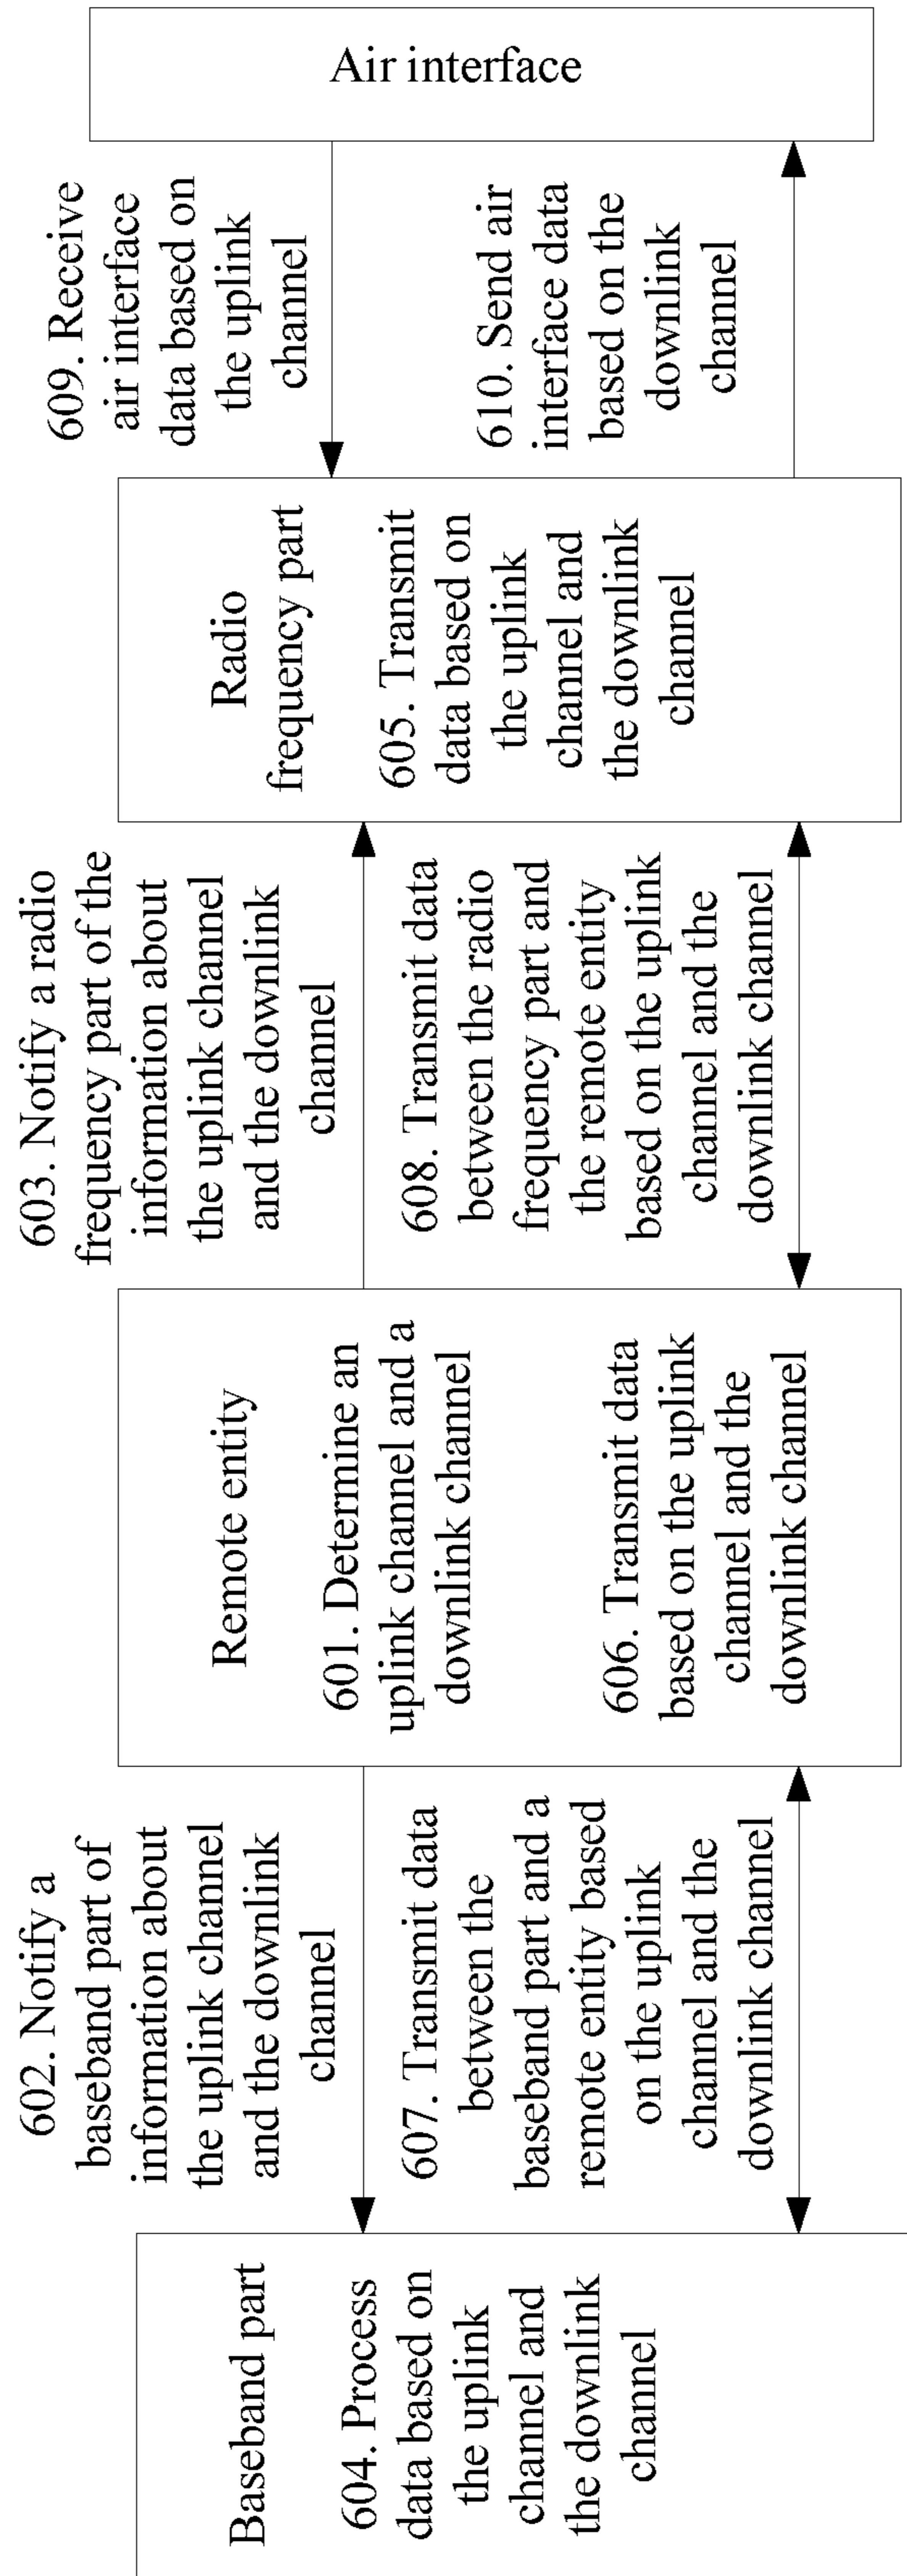 Baseband part
604. Process
data based on
the uplink
channel and
the downlink
channel
602. Notify a
baseband part of
information about
the uplink channel
and the downlink
channel
607. Transmit data
between the
baseband part and a
remote entity based
on the uplink
channel and the
downlink channel
Remote entity
601. Determine an
uplink channel and a
downlink channel
606. Transmit data
based on the uplink
channel and the
downlink channel
603. Notify a radio
frequency part of the
information about
the uplink channel
and the downlink
channel
608. Transmit data
between the radio
frequency part and
the remote entity
based on the uplink
channel and the
downlink channel
Radio
frequency part
605. Transmit
data based on
the uplink
channel and
the downlink
channel
609. Receive
air interface
data based on
the uplink
channel
610. Send air
interface data
based on the
downlink
channel
Air interface